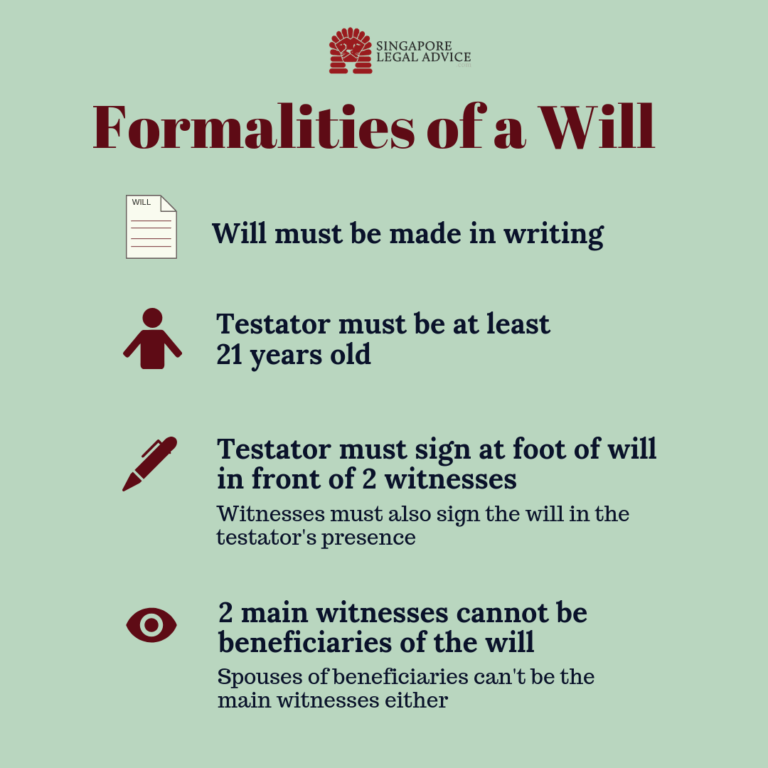 SINGAPORE
LEGAL ADVICE
Formalities of a Will
WILL
Will must be made in writing
Testator must be at least
21 years old
Testator must sign at foot of will
in front of 2 witnesses
Witnesses must also sign the will in the
testator's presence
2 main witnesses cannot be
beneficiaries of the will
Spouses of beneficiaries can't be the
main witnesses either